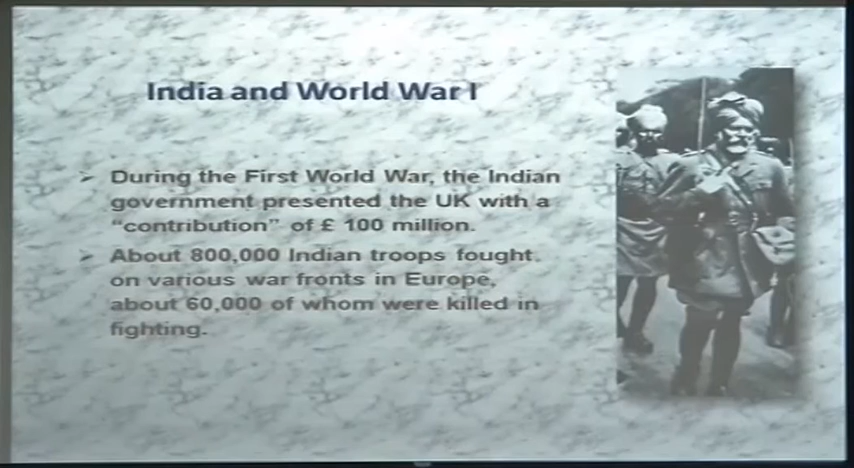 India and World War I
During the First World War, the Indian
government presented the UK with a
“contribution” of £ 100 million.
About 800,000 Indian troops fought
on various war fronts in Europe,
about 60,000 of whom were killed in
fighting.